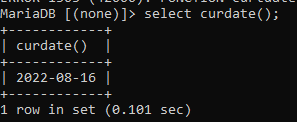 MariaDB [(none)]> select curdate();
+------------+
| curdate()  |
+------------+
| 2022-08-16 |
+------------+
1 row in set (0.101 sec)